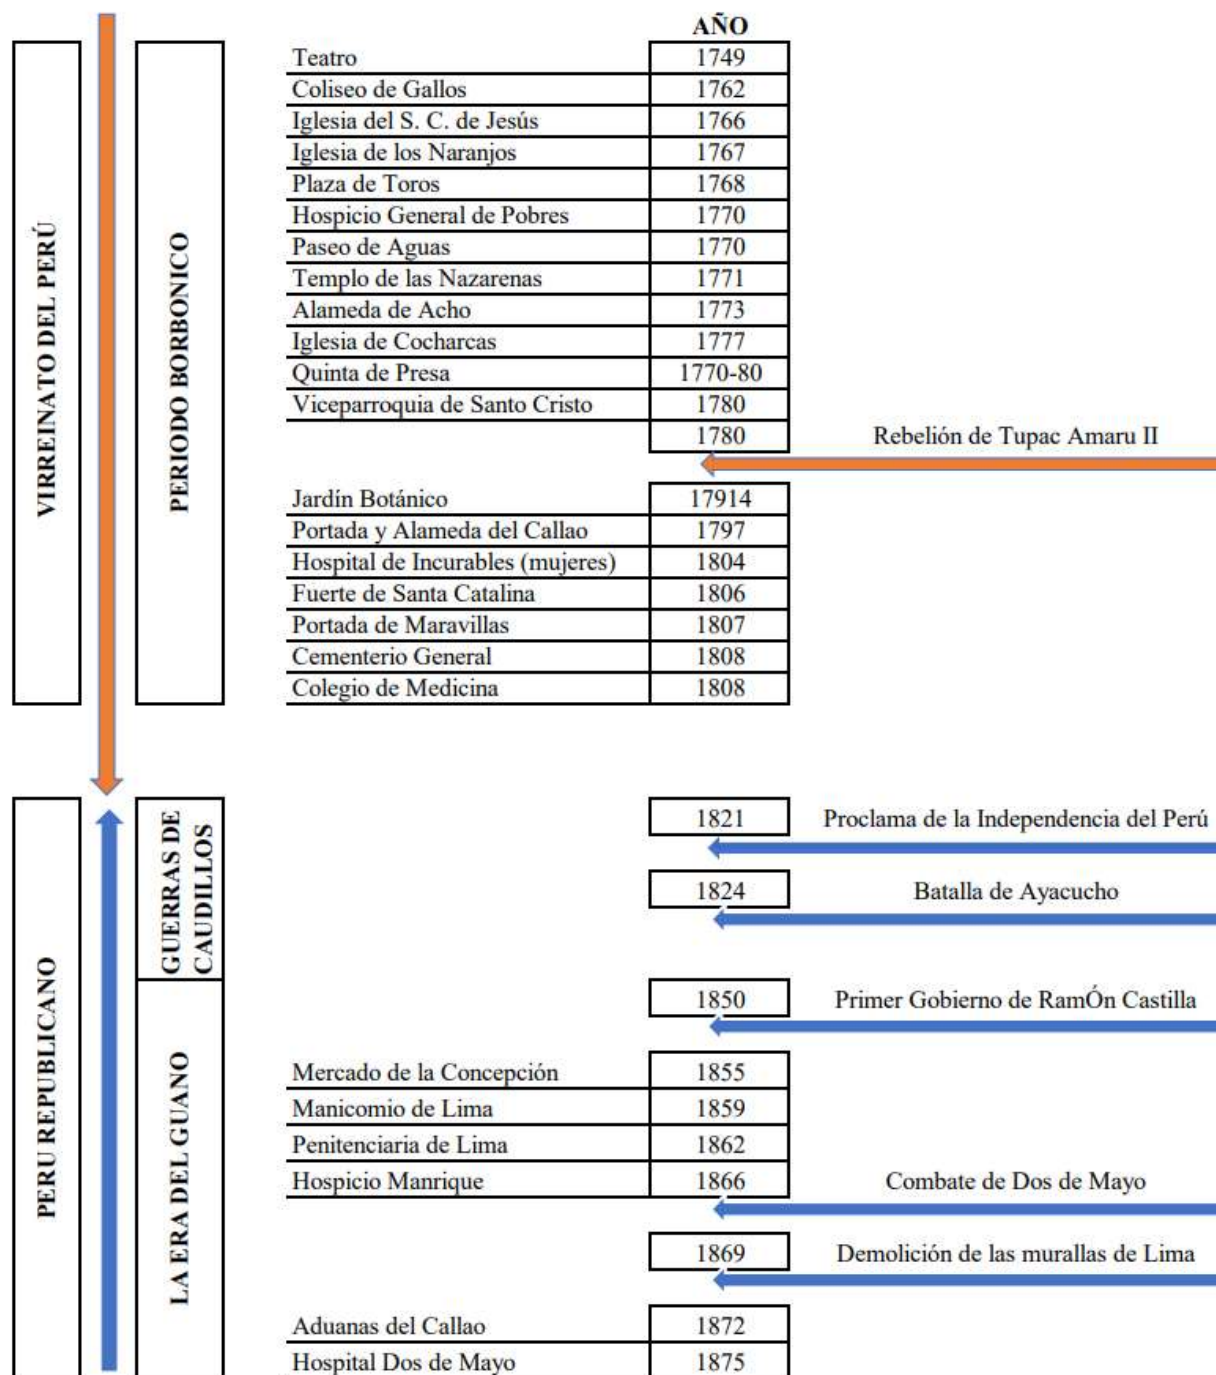 AÑO
Teatro 1749
Coliseo de Gallos 1762
Iglesia del S. C. de Jesús 1766
Iglesia de los Naranjos 1767
Plaza de Toros 1768
Hospicio General de Pobres 1770
Paseo de Aguas 1770
Templo de las Nazarenas 1771
Alameda de Acho 1773
Iglesia de Cocharcas 1777
Quinta de Presa 1770-80
Viceparroquia de Santo Cristo 1780
1780 Rebelión de Tupac Amaru II
Jardín Botánico 17914
Portada y Alameda del Callao 1797
Hospital de Incurables (mujeres) 1804
Fuerte de Santa Catalina 1806
Portada de Maravillas 1807
Cementerio General 1808
Colegio de Medicina 1808
VIRREINATO DEL PERÚ
PERIODO BORBONICO
1821 Proclama de la Independencia del Perú
1824 Batalla de Ayacucho
1850 Primer Gobierno de RamÓn Castilla
Mercado de la Concepción 1855
Manicomio de Lima 1859
Penitenciaria de Lima 1862
Hospicio Manrique 1866 Combate de Dos de Mayo
1869 Demolición de las murallas de Lima
Aduanas del Callao 1872
Hospital Dos de Mayo 1875
PERU REPUBLICANO
GUERRAS DE
CAUDILLOS
LA ERA DEL GUANO